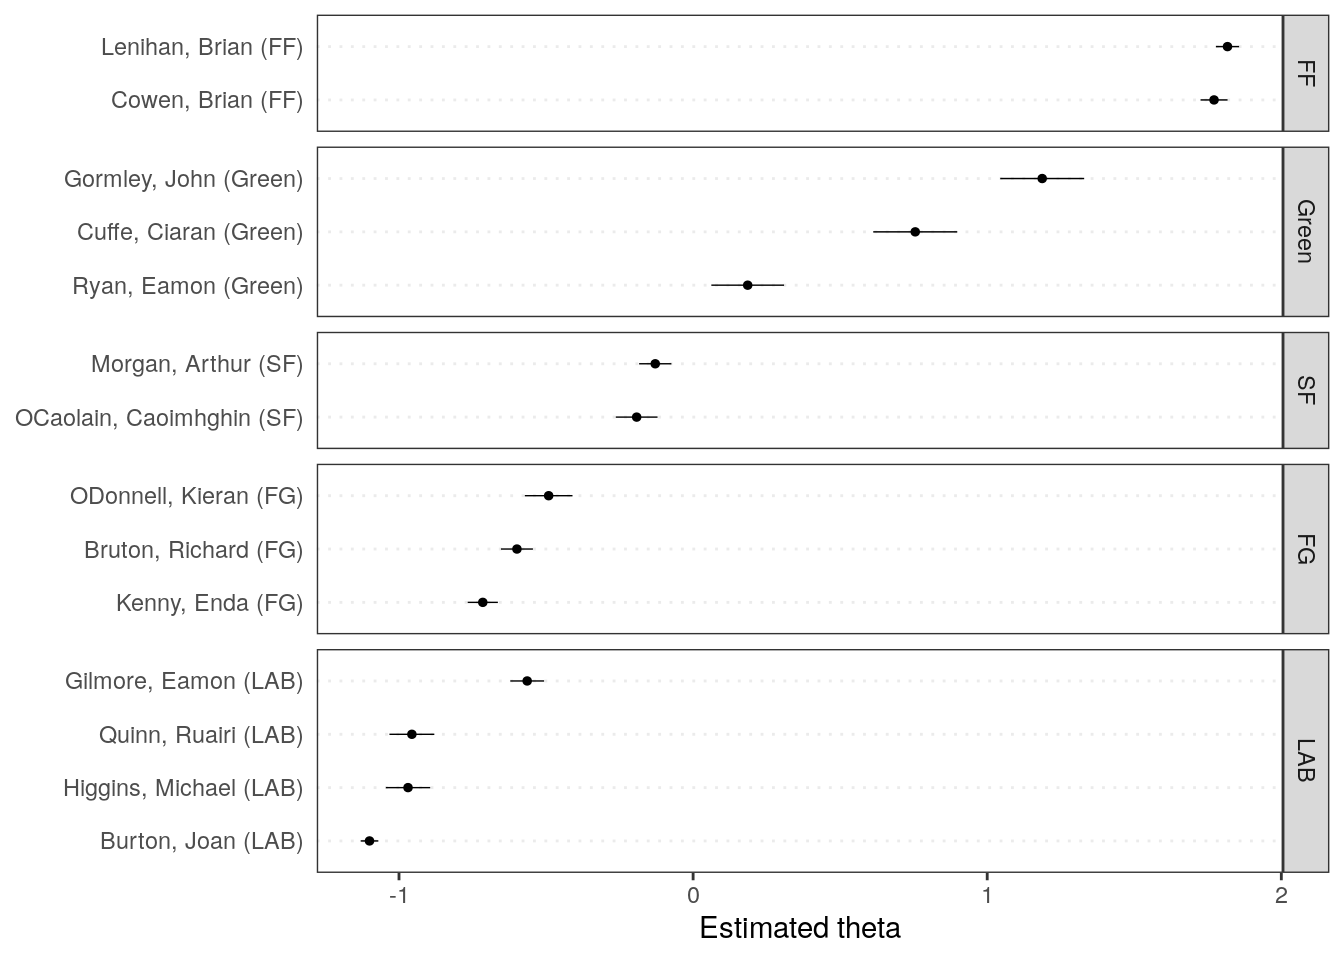 Lenihan, Brian (FF)
Cowen, Brian (FF)
FF
Gormley, John (Green)
Cuffe, Ciaran (Green)
Ryan, Eamon (Green)
Green
Morgan, Arthur (SF)
OCaolain, Caoimhghin (SF)
SF
ODonnell, Kieran (FG)
Bruton, Richard (FG)
Kenny, Enda (FG)
FG
Gilmore, Eamon (LAB)
Quinn, Ruairi (LAB)
Higgins, Michael (LAB)
Burton, Joan (LAB)
LAB
-1 0 1 2
Estimated theta